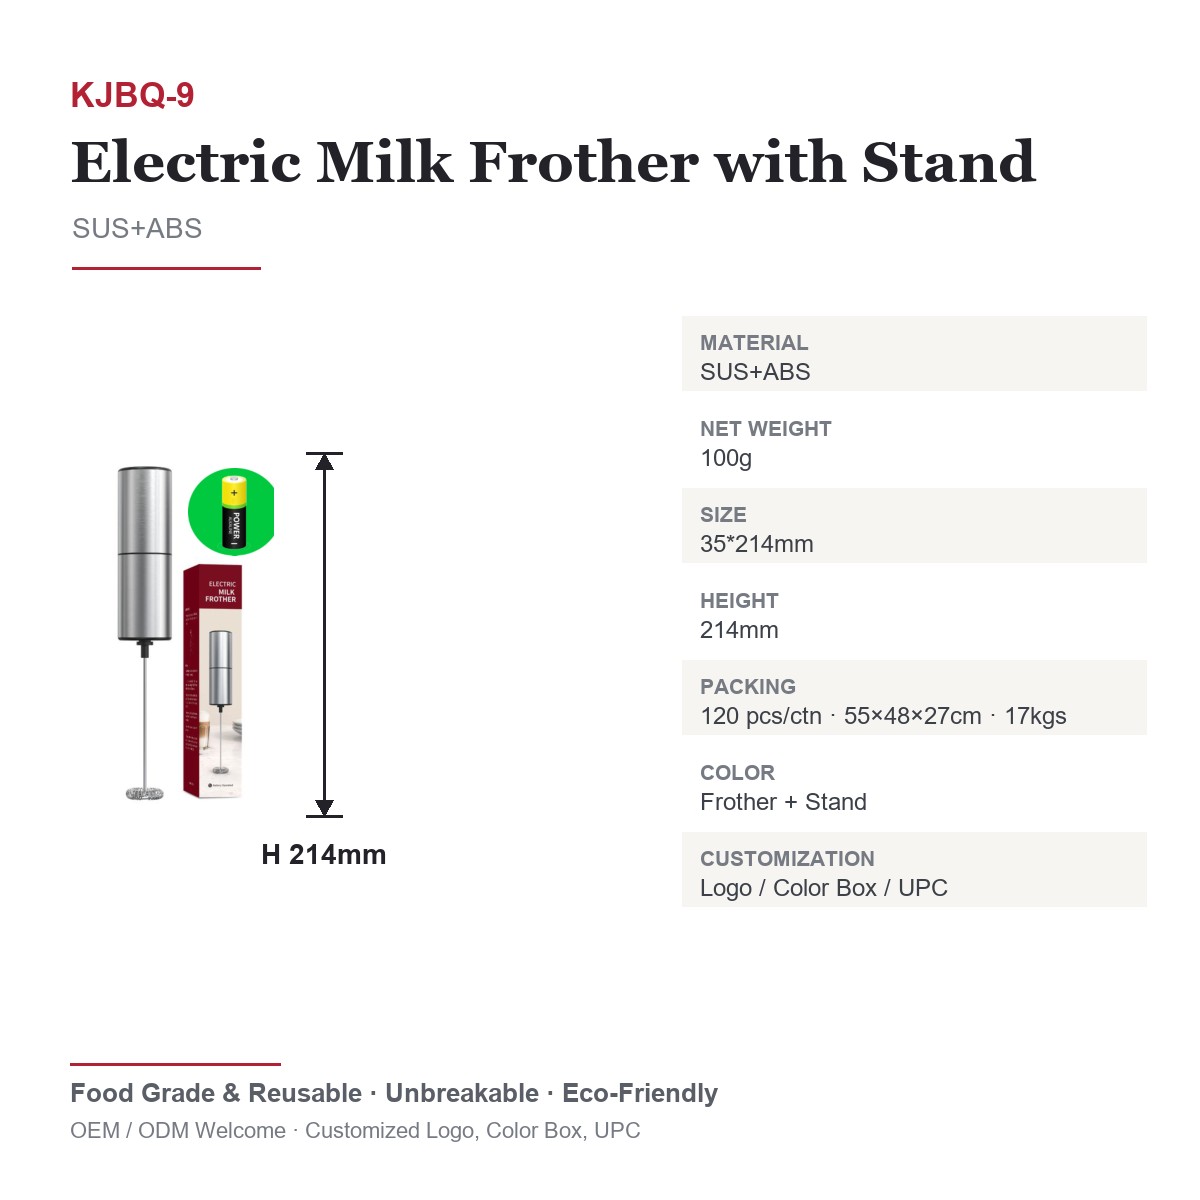 KJBQ-9
Electric Milk Frother with Stand
SUS+ABS
MATERIAL
SUS+ABS
NET WEIGHT
100g
SIZE
35*214mm
HEIGHT
214mm
PACKING
120 pcs/ctn · 55×48×27cm · 17kgs
COLOR
Frother + Stand
CUSTOMIZATION
Logo / Color Box / UPC
+
POWER
ELECTRIC
MILK
FROTHER
H 214mm
Food Grade & Reusable · Unbreakable · Eco-Friendly
OEM / ODM Welcome · Customized Logo, Color Box, UPC